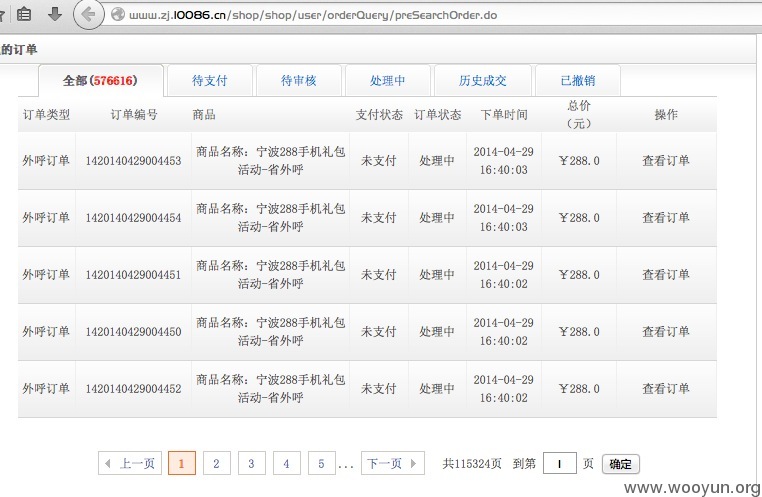 www.zj.10086.cn/shop/shop/user/orderQuery/preSearchOrder.do
的订单
全部(576616) 待支付 待审核 处理中 历史成交 已撤销
订单类型 订单编号 商品 支付状态 订单状态 下单时间 总价（元） 操作
外呼订单 1420140429004453 商品名称：宁波288手机礼包活动-省外呼 未支付 处理中 2014-04-29 16:40:03 ￥288.0 查看订单
外呼订单 1420140429004454 商品名称：宁波288手机礼包活动-省外呼 未支付 处理中 2014-04-29 16:40:03 ￥288.0 查看订单
外呼订单 1420140429004451 商品名称：宁波288手机礼包活动-省外呼 未支付 处理中 2014-04-29 16:40:02 ￥288.0 查看订单
外呼订单 1420140429004450 商品名称：宁波288手机礼包活动-省外呼 未支付 处理中 2014-04-29 16:40:02 ￥288.0 查看订单
外呼订单 1420140429004452 商品名称：宁波288手机礼包活动-省外呼 未支付 处理中 2014-04-29 16:40:02 ￥288.0 查看订单
上一页 1 2 3 4 5 ... 下一页 共115324页 到第 1 页 确定
www.wooyun.org